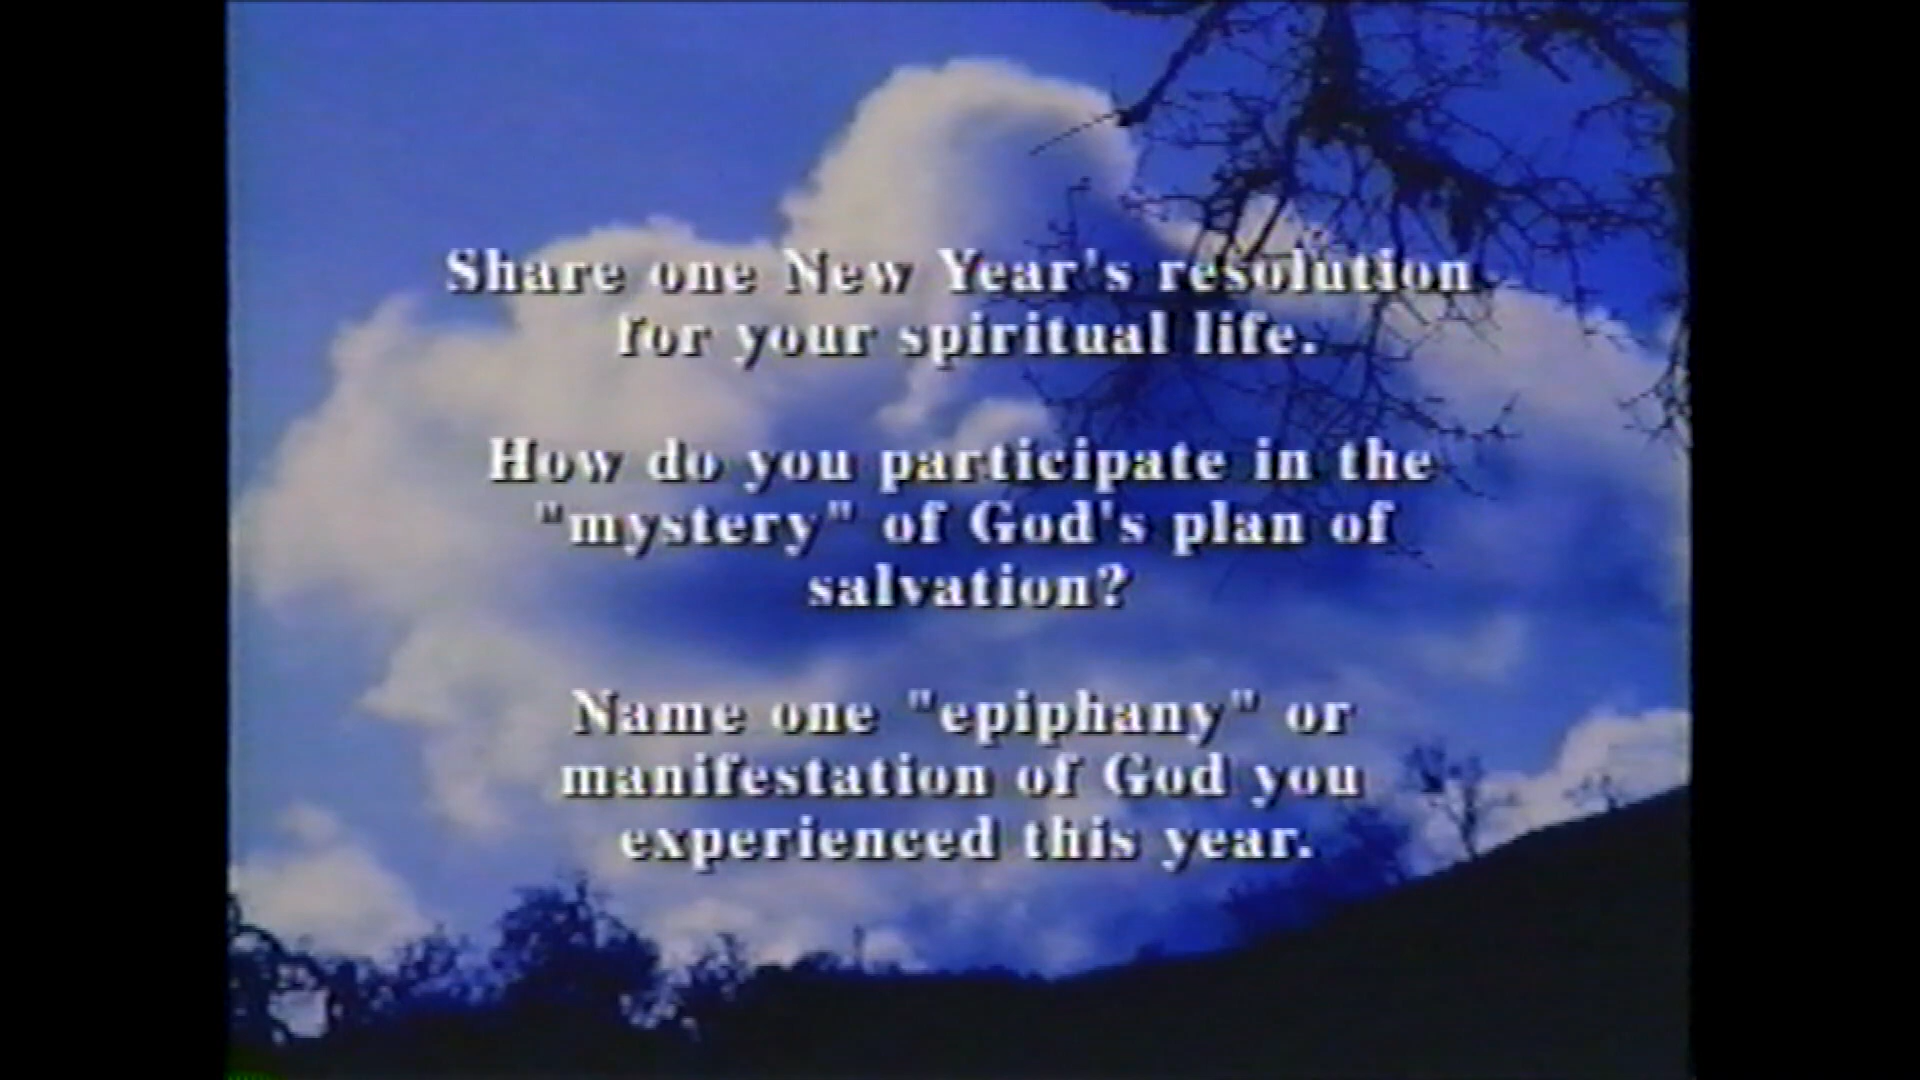 Share one New Year's resolution
for your spiritual life.
How do you participate in the
"mystery" of God's plan of
salvation?
Name one "epiphany" or
manifestation of God you
experienced this year.